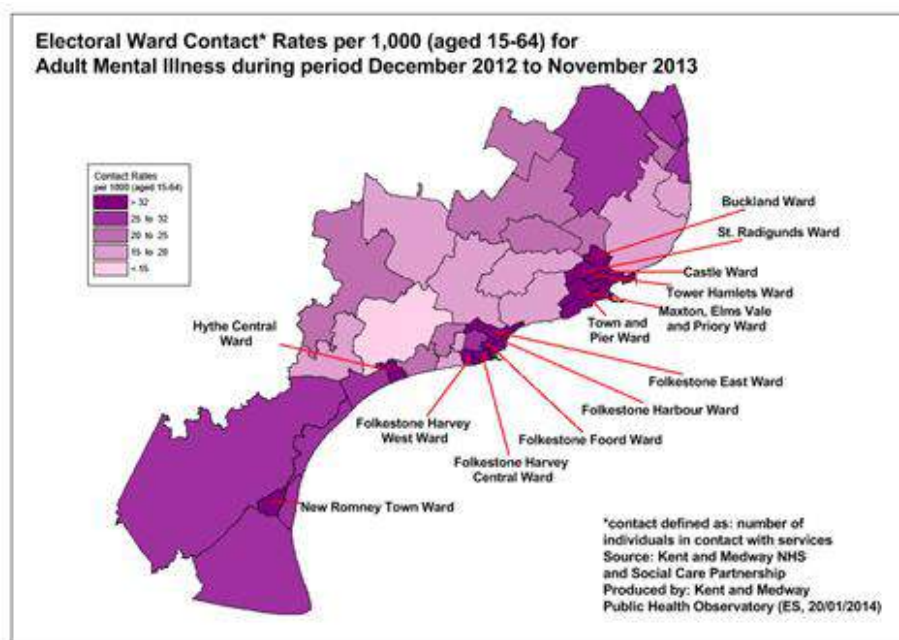 Electoral Ward Contact* Rates per 1,000 (aged 15-64) for
Adult Mental Illness during period December 2012 to November 2013
Contact Rates
per 1000 (aged 15-64)
> 32
25 to 32
20 to 25
15- to 20
< 15
Buckland Ward
St. Radigunds Ward
Castle Ward
Tower Hamlets Ward
Maxton, Elms Vale
and Priory Ward
Town and
Pier Ward
Hythe Central
Ward
Folkestone East Ward
Folkestone Harbour Ward
Folkestone Harvey
West Ward
Folkestone Foord Ward
Folkestone Harvey
Central Ward
New Romney Town Ward
*contact defined as: number of
individuals in contact with services
Source: Kent and Medway NHS
and Social Care Partnership
Produced by: Kent and Medway
Public Health Observatory (ES, 20/01/2014)